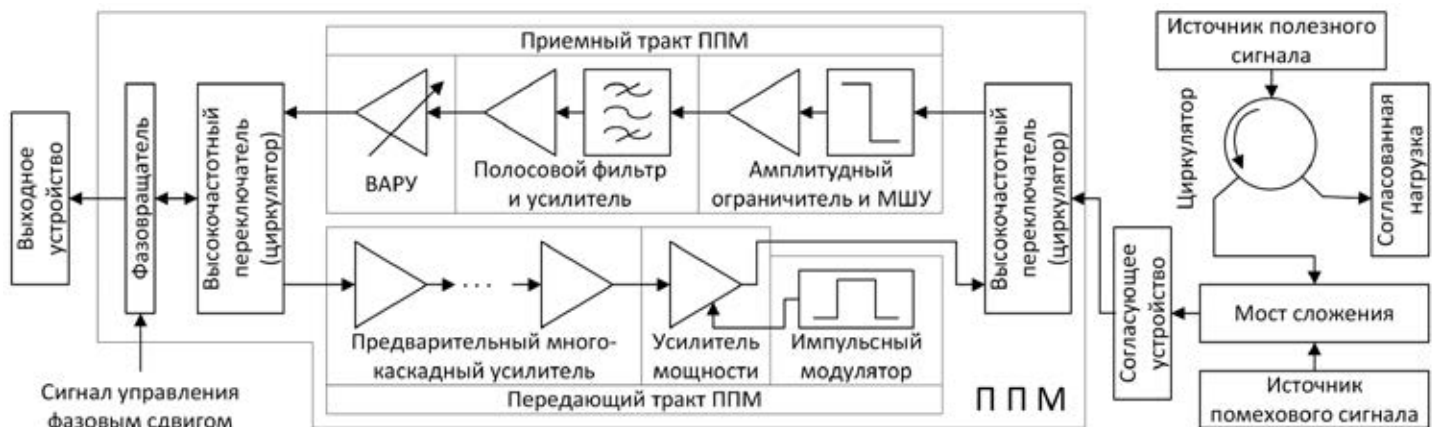 Приемный тракт ППМ
Источник полезного
сигнала
Циркулятор
Согласованная
нагрузка
Выходное
устройство
Фазовращатель
Высокочастотный
переключатель
(циркулятор)
ВАРУ
Полосовой фильтр
и усилитель
Амплитудный
ограничитель и МШУ
Высокочастотный
переключатель
(циркулятор)
Согласующее
устройство
Мост сложения
...
Предварительный много-
каскадный усилитель
Усилитель
мощности
Импульсный
модулятор
Передающий тракт ППМ
П П М
Источник
помехового сигнала
Сигнал управления
фазовым сдвигом